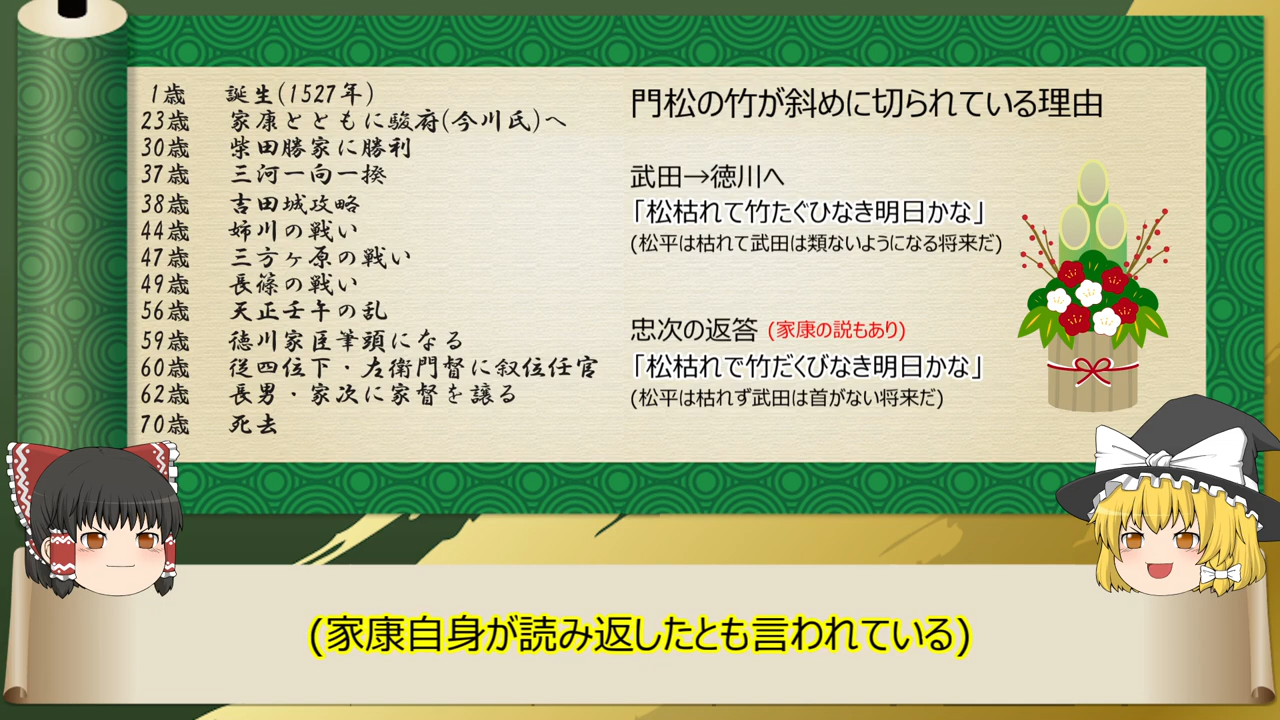 1歳 誕生(1527年)
23歳 家康とともに駿府(今川氏)へ
30歳 柴田勝家に勝利
37歳 三河一向一揆
38歳 吉田城攻略
44歳 姉川の戦い
47歳 三方ヶ原の戦い
49歳 長篠の戦い
56歳 天正壬午の乱
59歳 徳川家臣筆頭になる
60歳 従四位下・左衛門督に叙位任官
62歳 長男・家次に家督を譲る
70歳 死去
門松の竹が斜めに切られている理由
武田→徳川へ
「松枯れて竹たぐひなき明日かな」
(松平は枯れて武田は類ないようになる将来だ)
忠次の返答 (家康の説もあり)
「松枯れで竹だくびなき明日かな」
(松平は枯れず武田は首がない将来だ)
(家康自身が読み返したとも言われている)